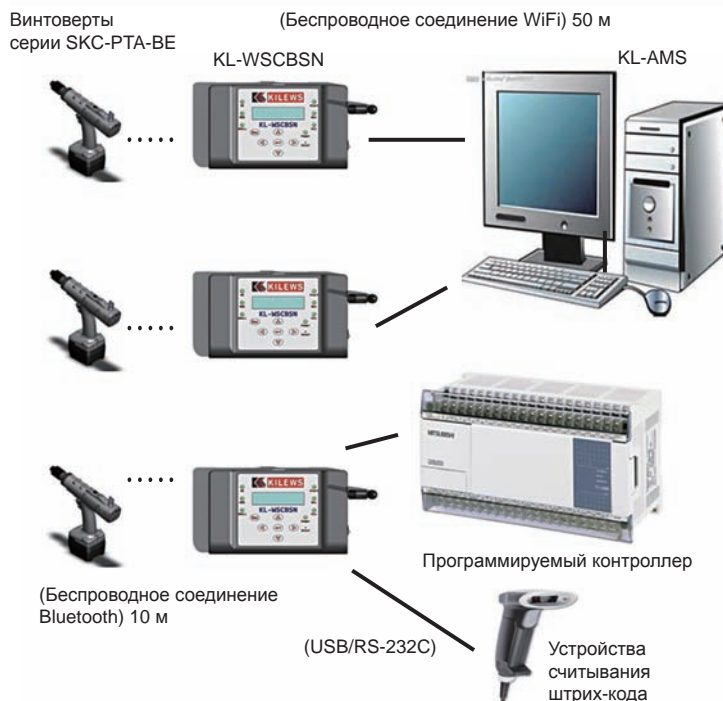 Винтоверты
серии SKC-PTA-BE
(Беспроводное соединение WiFi) 50 м
KL-WSCBSN
KL-AMS
KILEWS
KL-WSCBSN
KILEWS
KL-WSCBSN
MITSUBISHI
KILEWS
KL-WSCBSN
Программируемый контроллер
(Беспроводное соединение
Bluetooth) 10 м
(USB/RS-232C)
Устройства
считывания
штрих-кода